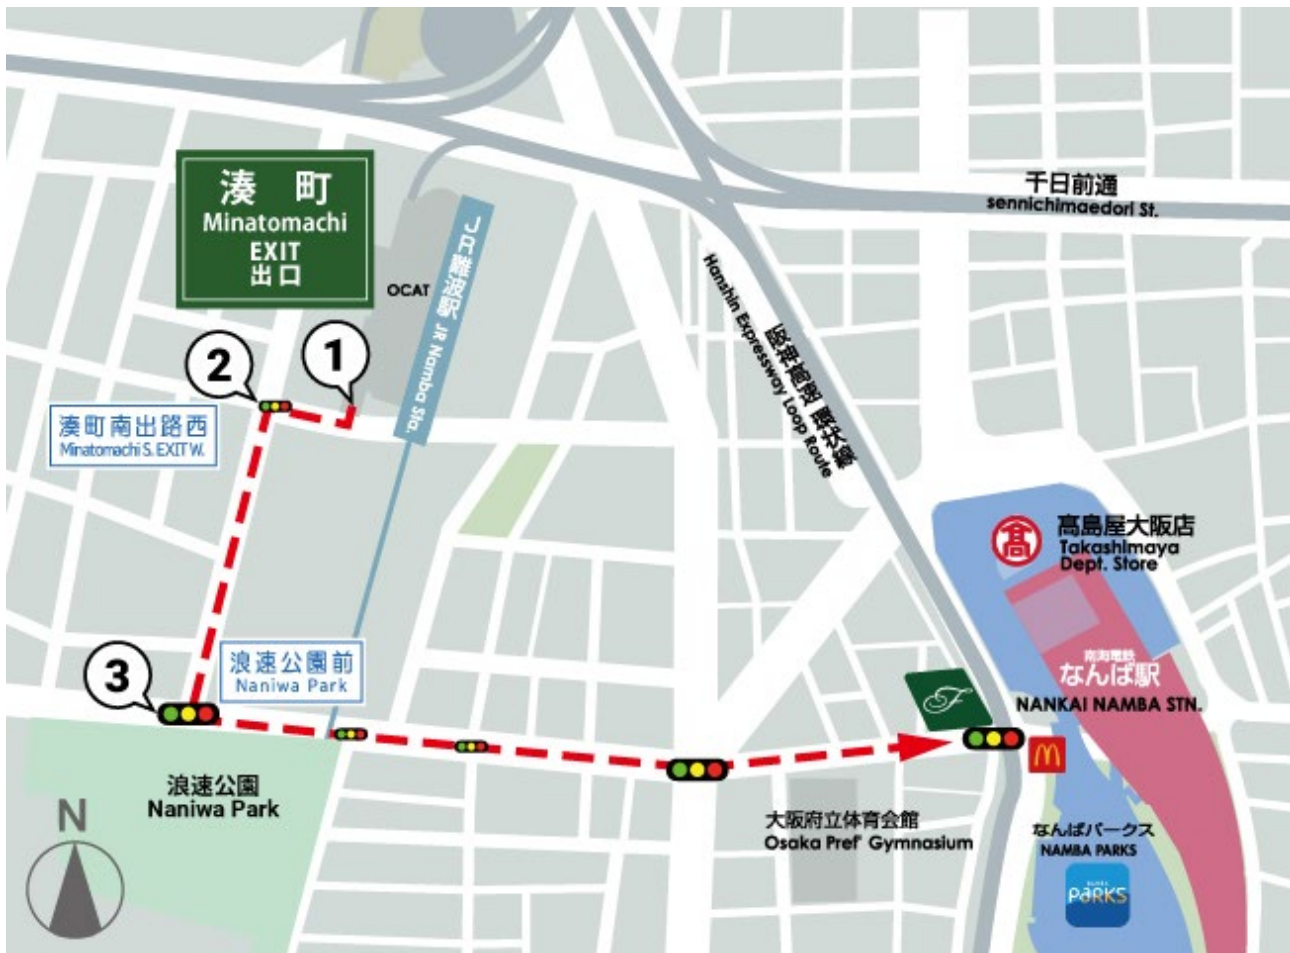 千日前通
sennichimaedori St.
湊 町
Minatomachi
EXIT
出口
OCAT
JR難波駅 JR Namba Sta.
阪神高速 環状線
Hanshin Expressway Loop Route
1
2
湊町南出路西
Minatomachi S. EXIT W.
髙
髙島屋大阪店
Takashimaya
Dept. Store
3
浪速公園前
Naniwa Park
南海電鉄
なんば駅
NANKAI NAMBA STN.
F
M
浪速公園
Naniwa Park
N
大阪府立体育会館
Osaka Pref' Gymnasium
なんばパークス
NAMBA PARKS
PARKS